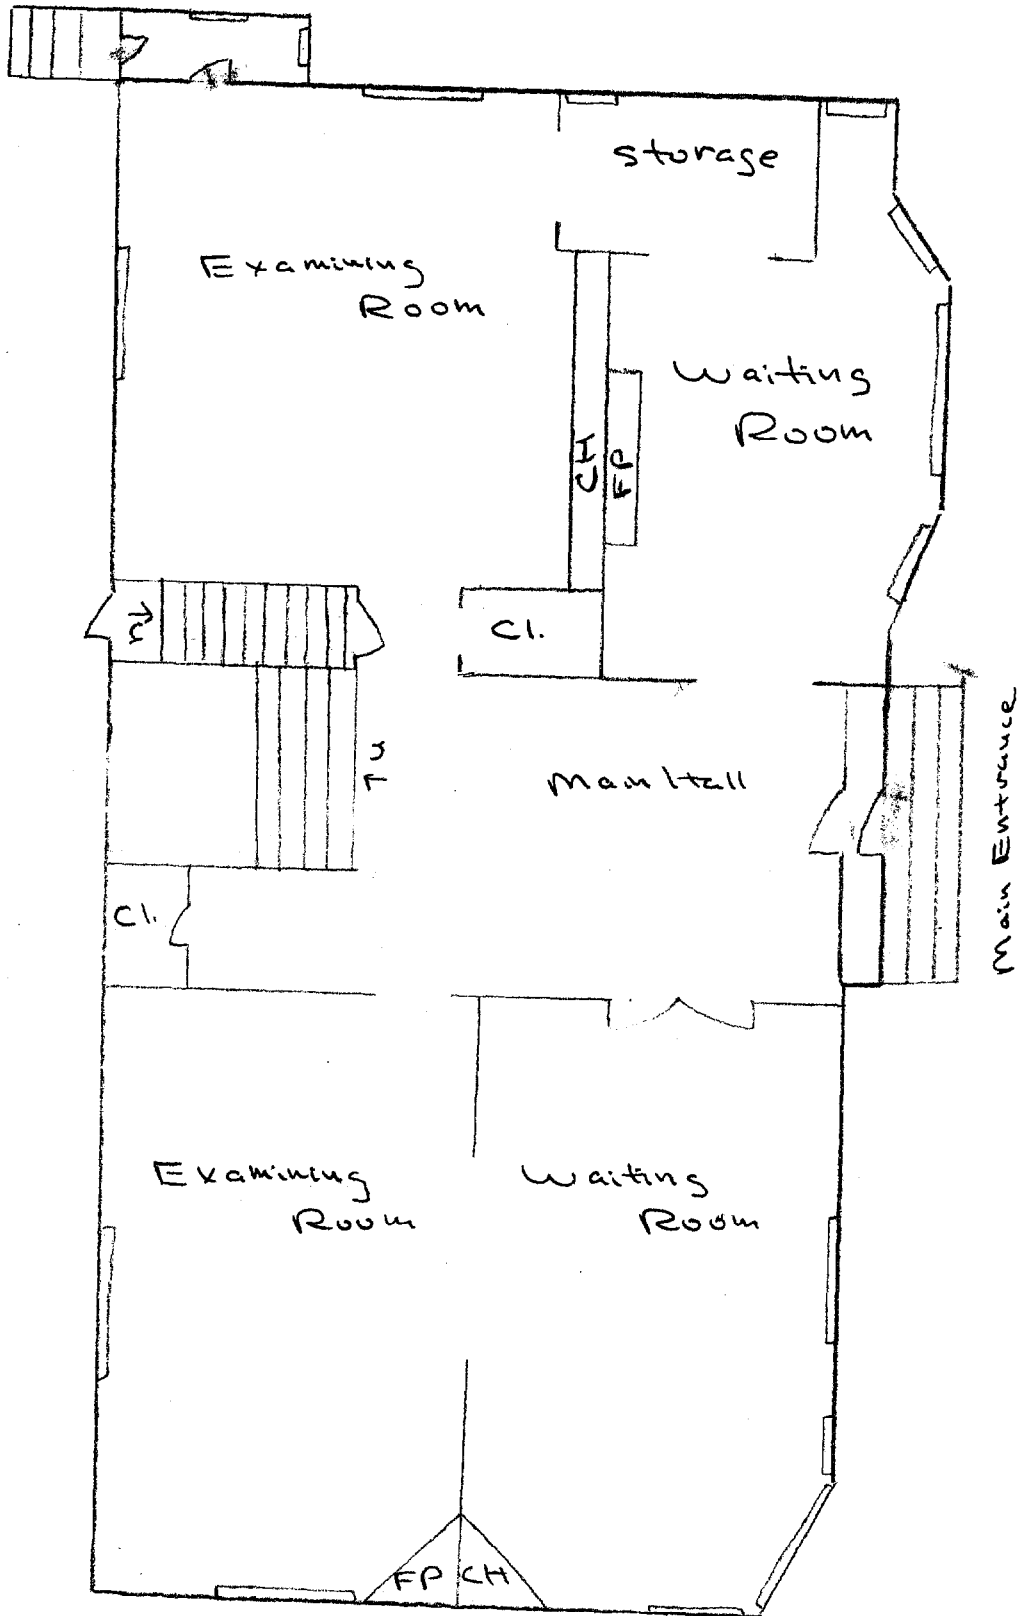 storage
Examining
Room
Waiting
Room
CH
FP
Cl.
Main Hall
Main Entrance
Cl.
Examining
Room
Waiting
Room
FP
CH